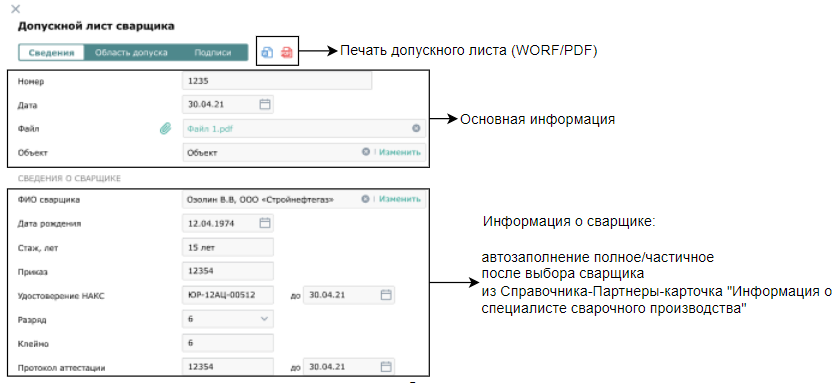 Допускной лист сварщика
Сведения Область допуска Подписи
Печать допускного листа (WORF/PDF)
Номер 1235
Дата 30.04.21
Файл Файл 1.pdf
Основная информация
Объект Объект Изменить
СВЕДЕНИЯ О СВАРЩИКЕ
ФИО сварщика Озолин В.В, ООО «Стройнефтегаз» Изменить
Дата рождения 12.04.1974
Информация о сварщике:
Стаж, лет 15 лет
автозаполнение полное/частичное
после выбора сварщика
из Справочника-Партнеры-карточка "Информация о
специалисте сварочного производства"
Приказ 12354
Удостоверение НАКС ЮР-12АЦ-00512 до 30.04.21
Разряд 6
Клеймо 6
Протокол аттестации 12354 до 30.04.21